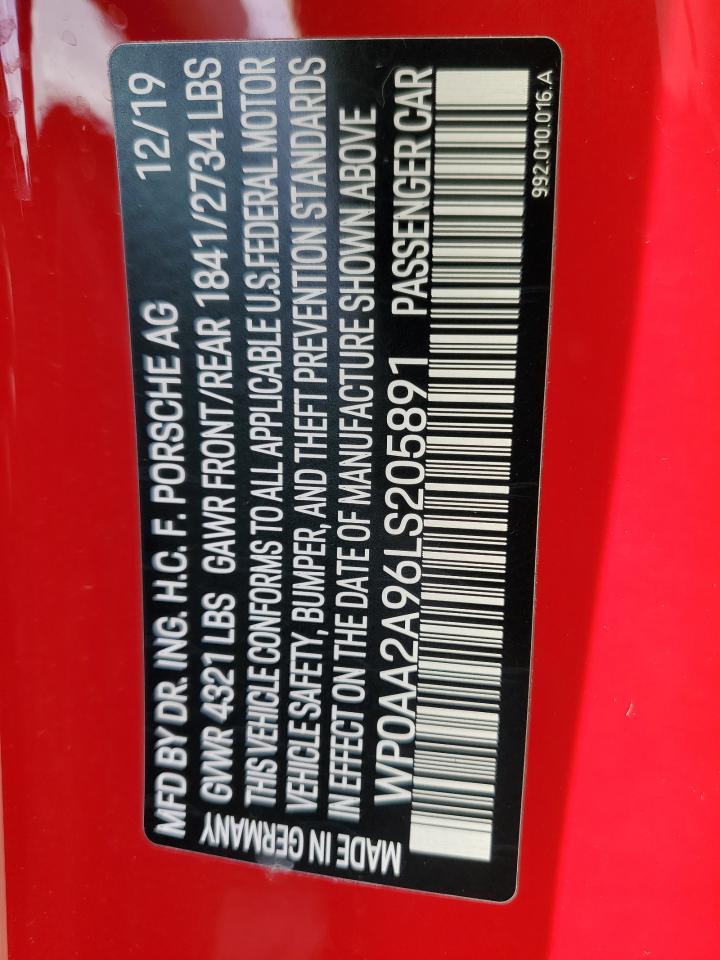 MFD BY DR. ING. H.C. F. PORSCHE AG 12/19
GVWR 4321 LBS GAWR FRONT/REAR 1841/2734 LBS
THIS VEHICLE CONFORMS TO ALL APPLICABLE U.S.FEDERAL MOTOR
VEHICLE SAFETY, BUMPER, AND THEFT PREVENTION STANDARDS
IN EFFECT ON THE DATE OF MANUFACTURE SHOWN ABOVE
WP0AA2A96LS205891 PASSENGER CAR
MADE IN GERMANY
992.010.016.A